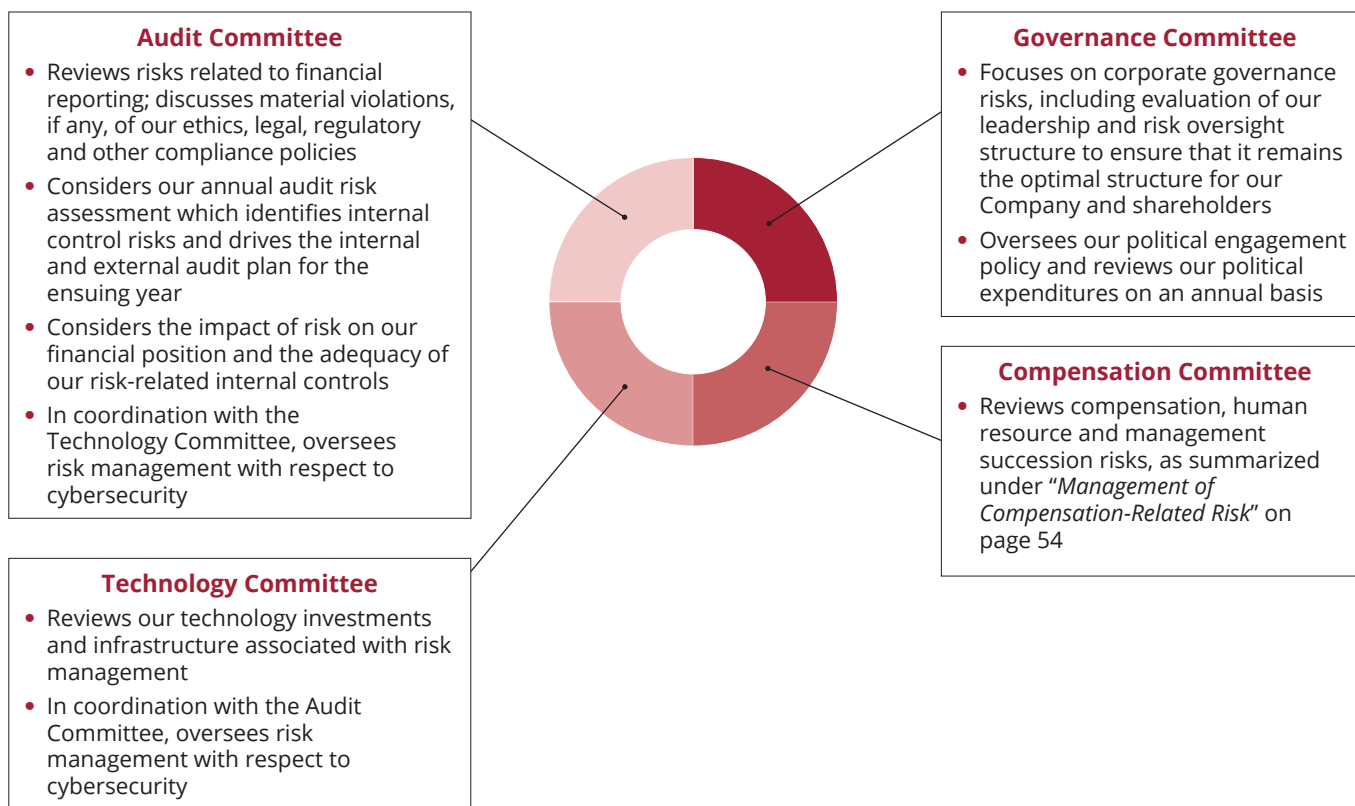 Audit Committee
• Reviews risks related to financial
reporting; discusses material violations,
if any, of our ethics, legal, regulatory
and other compliance policies
• Considers our annual audit risk
assessment which identifies internal
control risks and drives the internal
and external audit plan for the
ensuing year
• Considers the impact of risk on our
financial position and the adequacy of
our risk-related internal controls
• In coordination with the
Technology Committee, oversees
risk management with respect to
cybersecurity
Technology Committee
• Reviews our technology investments
and infrastructure associated with risk
management
• In coordination with the Audit
Committee, oversees risk
management with respect to
cybersecurity
Governance Committee
• Focuses on corporate governance
risks, including evaluation of our
leadership and risk oversight
structure to ensure that it remains
the optimal structure for our
Company and shareholders
• Oversees our political engagement
policy and reviews our political
expenditures on an annual basis
Compensation Committee
• Reviews compensation, human
resource and management
succession risks, as summarized
under “Management of
Compensation-Related Risk” on
page 54